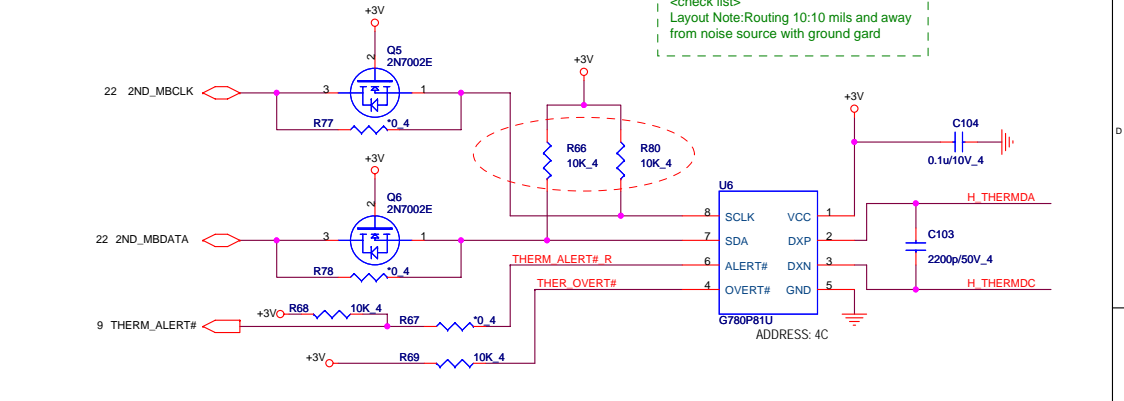 <check list>
Layout Note:Routing 10:10 mils and away
from noise source with ground gard
+3V
2
Q5
2N7002E
22 2ND_MBCLK
3
1
R77
*0_4
+3V
+3V
R66
10K_4
R80
10K_4
+3V
C104
0.1u/10V_4
D
+3V
2
Q6
2N7002E
22 2ND_MBDATA
3
1
R78
*0_4
U6
8 SCLK
7 SDA
6 ALERT#
4 OVERT#
VCC 1
DXP 2
DXN 3
GND 5
G780P81U
ADDRESS: 4C
H_THERMDA
C103
2200p/50V_4
H_THERMDC
THERM_ALERT#_R
THER_OVERT#
+3V
R68
10K_4
9 THERM_ALERT#
R67
*0_4
+3V
R69
10K_4